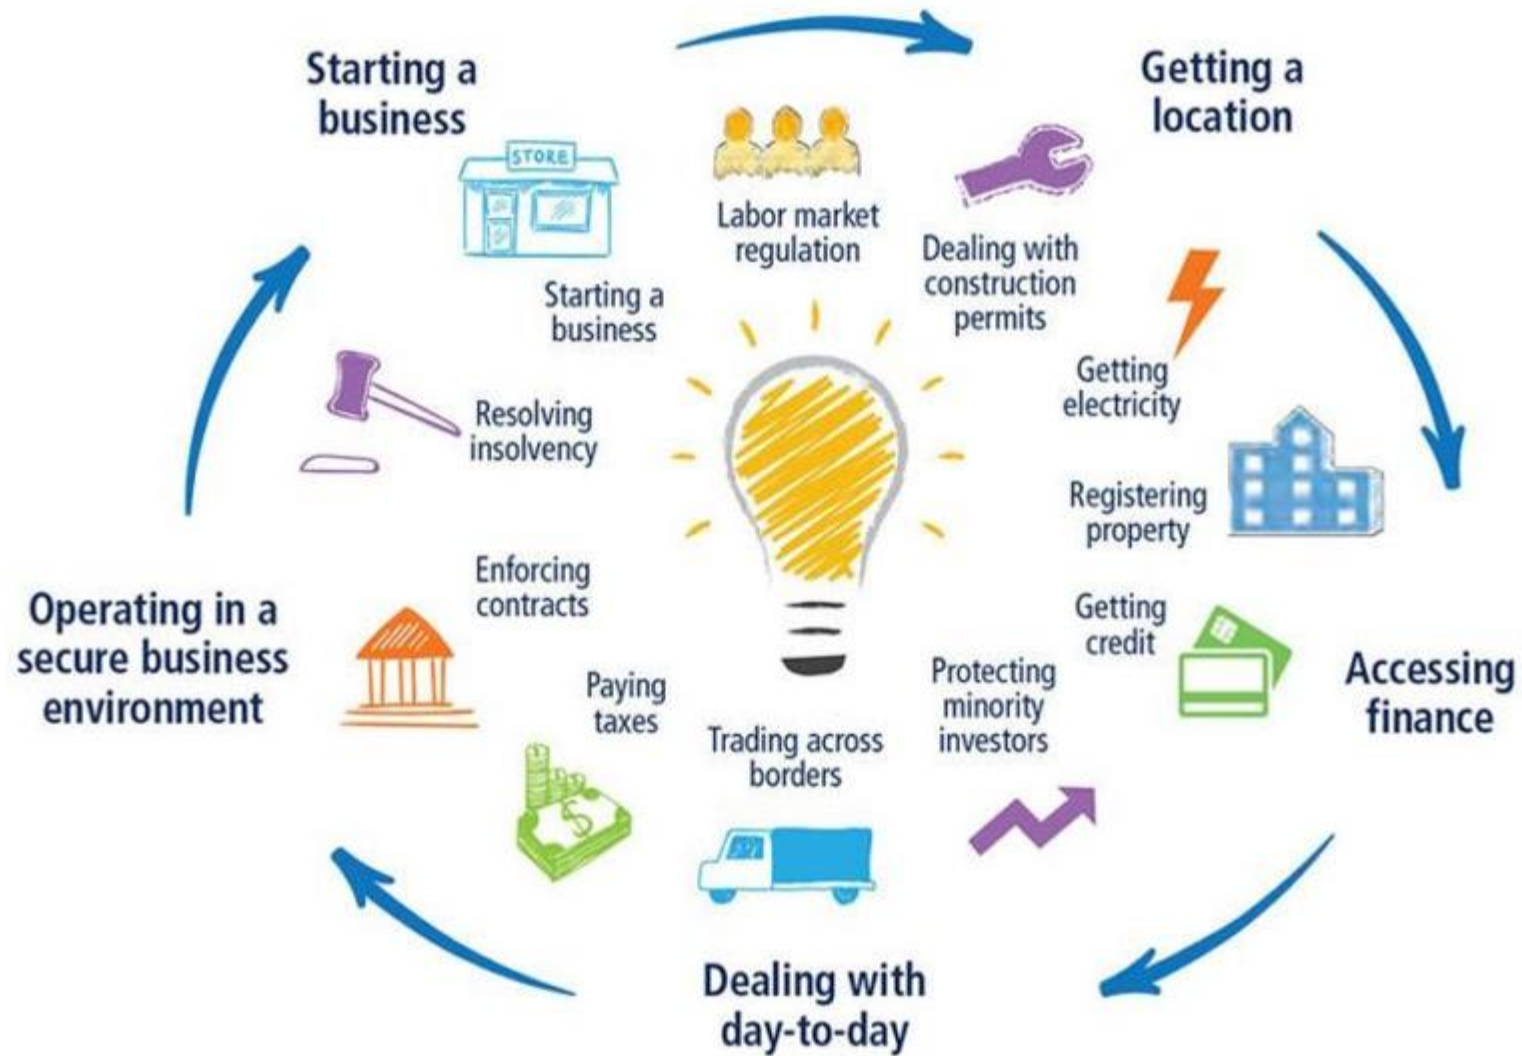 Starting a
business
Getting a
location
STORE
Labor market
regulation
Dealing with
construction
permits
Starting a
business
Getting
electricity
Resolving
insolvency
Registering
property
Enforcing
contracts
Getting
credit
Operating in a
secure business
environment
Accessing
finance
Protecting
minority
investors
Paying
taxes
$
Trading across
borders
Dealing with
day-to-day